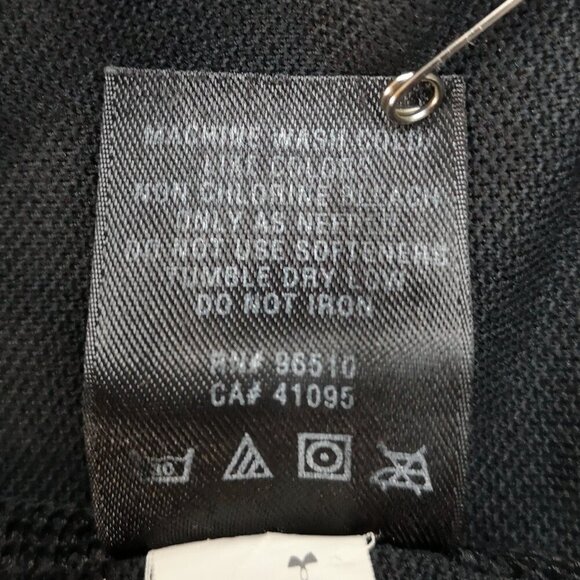 MACHINE WASH COLD
LIKE COLORS
NON-CHLORINE BLEACH
ONLY AS NEEDED
DO NOT USE SOFTENERS
TUMBLE DRY LOW
DO NOT IRON
RN# 96510
CA# 41095